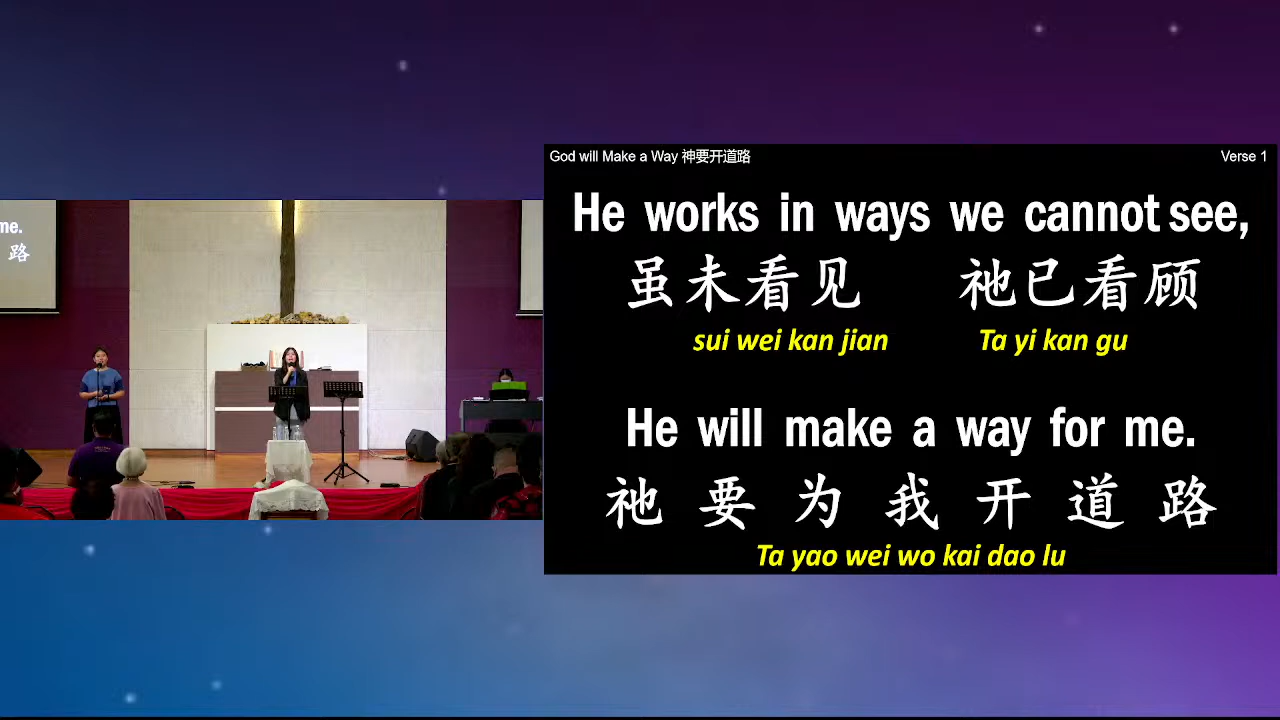 God will Make a Way 神要开道路
Verse 1
He works in ways we cannot see,
虽未看见 祂已看顾
sui wei kan jian Ta yi kan gu
He will make a way for me.
祂要为我开道路
Ta yao wei wo kai dao lu
me.
路